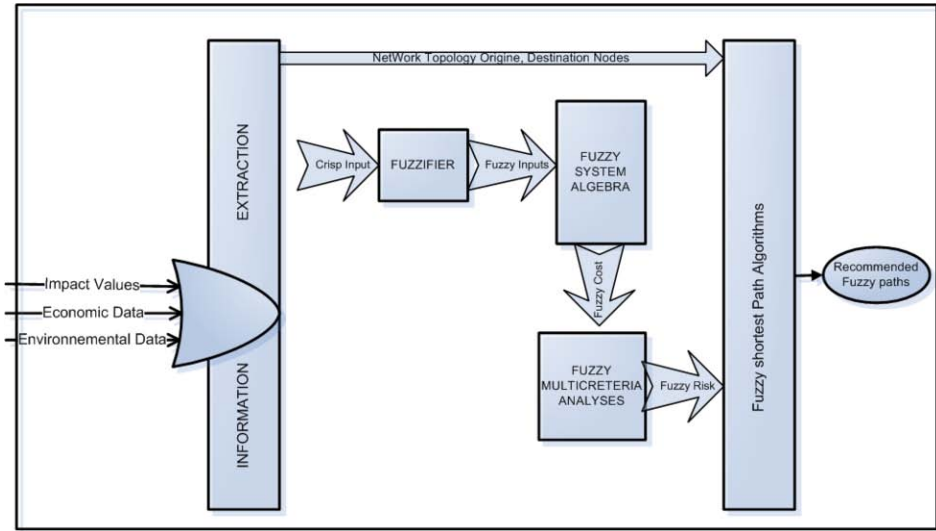 NetWork Topology Origine, Destination Nodes
EXTRACTION
INFORMATION
Impact Values
Economic Data
Environnemental Data
Crisp Input
FUZZIFIER
Fuzzy Inputs
FUZZY
SYSTEM
ALGEBRA
Fuzzy Cost
FUZZY
MULTICRETERIA
ANALYSES
Fuzzy Risk
Fuzzy shortest Path Algorithms
Recommended
Fuzzy paths